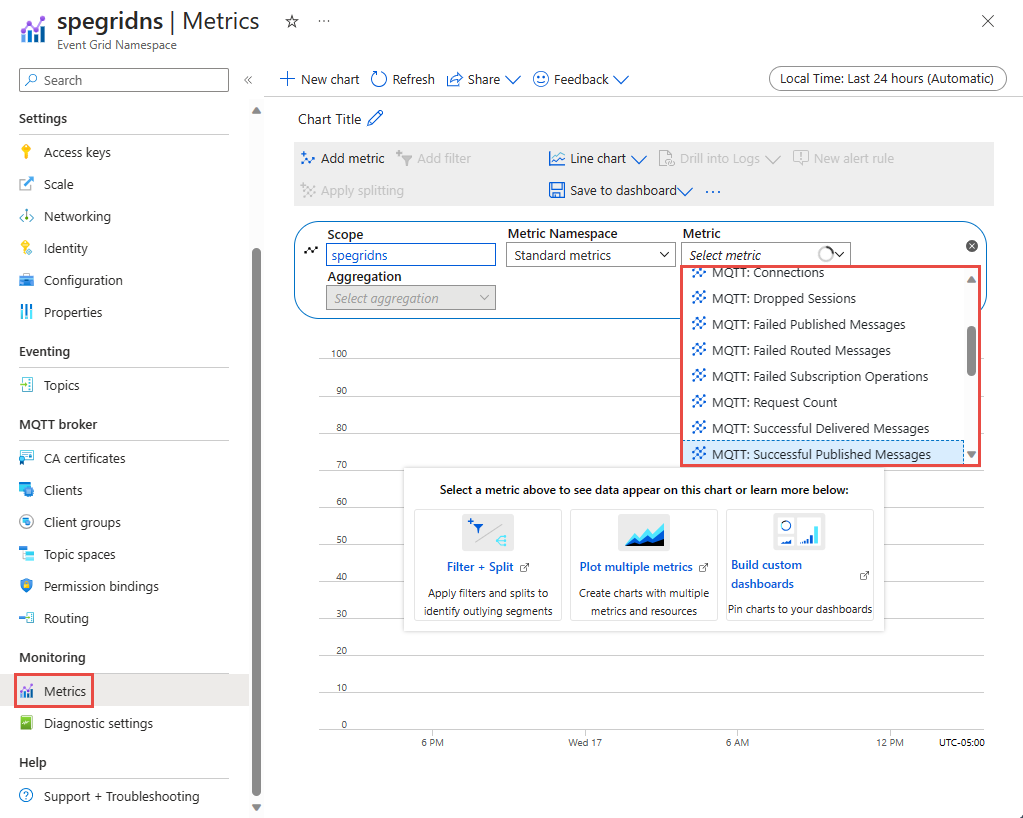 spegridns | Metrics ☆ ···
Event Grid Namespace
Search
«
Settings
Access keys
Scale
Networking
Identity
Configuration
Properties
Eventing
Topics
MQTT broker
CA certificates
Clients
Client groups
Topic spaces
Permission bindings
Routing
Monitoring
Metrics
Diagnostic settings
Help
Support + Troubleshooting
New chart Refresh Share Feedback
Local Time: Last 24 hours (Automatic)
Chart Title
Add metric Add filter Line chart Drill into Logs New alert rule
Apply splitting Save to dashboard ···
Scope Metric Namespace Metric
spegridns Standard metrics Select metric
Aggregation
Select aggregation
MQTT: Connections
MQTT: Dropped Sessions
MQTT: Failed Published Messages
MQTT: Failed Routed Messages
MQTT: Failed Subscription Operations
MQTT: Request Count
MQTT: Successful Delivered Messages
MQTT: Successful Published Messages
100
90
80
70
60
50
40
30
20
10
0
Select a metric above to see data appear on this chart or learn more below:
Filter + Split
Apply filters and splits to
identify outlying segments
Plot multiple metrics
Create charts with multiple
metrics and resources
Build custom
dashboards
Pin charts to your dashboards
6 PM Wed 17 6 AM 12 PM UTC-05:00